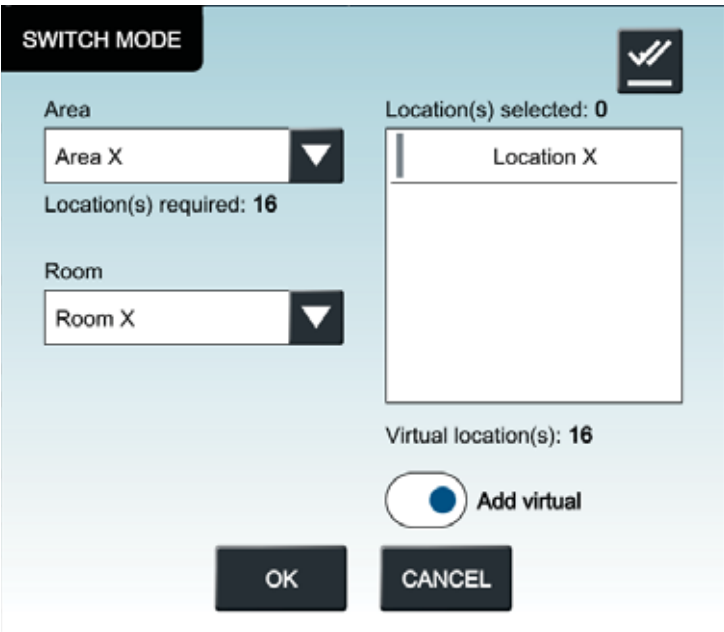 SWITCH MODE
Area
Area X
Location(s) required: 16
Room
Room X
Location(s) selected: 0
Location X
Virtual location(s): 16
Add virtual
OK
CANCEL